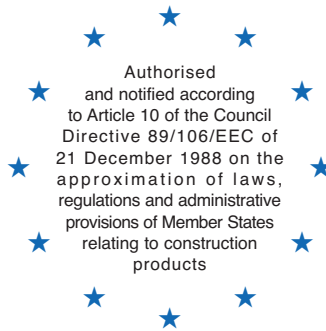 Authorised
and notified according
to Article 10 of the Council
Directive 89/106/EEC of
21 December 1988 on the
approximation of laws,
regulations and administrative
provisions of Member States
relating to construction
products